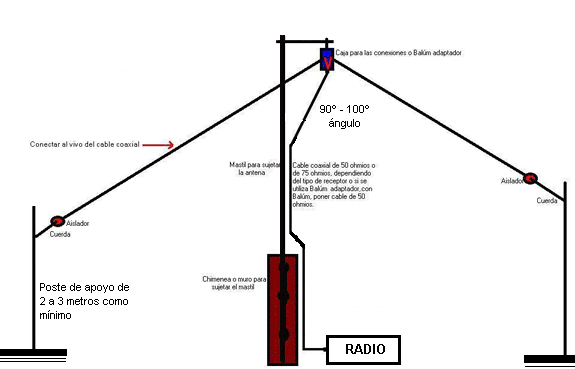 Caja para las conexiones o Balúm adaptador
V
90º - 100º
ángulo
Conectar al vivo del cable coaxial
Mastil para sujetar
la antena
Cable coaxial de 50 ohmios o
de 75 ohmios, dependiendo
del tipo de receptor o si se
utiliza Balúm adaptador,con
Balúm, poner cable de 50
ohmios.
Aislador
Cuerda
Aislador
Cuerda
Poste de apoyo de
2 a 3 metros como
mínimo
Chimenea o muro para
sujetar el mastil
RADIO